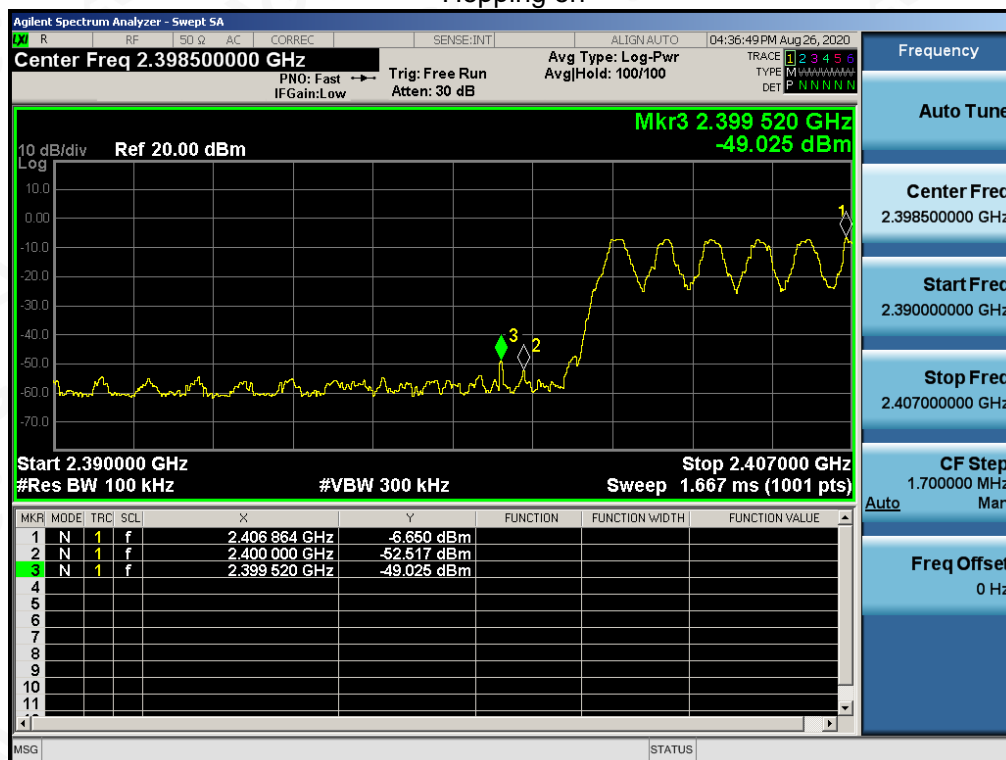 Hopping on
Agilent Spectrum Analyzer - Swept SA
LXI R RF 50 Ω AC CORREC SENSE:INT ALIGNAUTO 04:36:49 PM Aug 26, 2020
Center Freq 2.398500000 GHz
PNO: Fast
IFGain:Low
Trig: Free Run
Atten: 30 dB
Avg Type: Log-Pwr
Avg|Hold: 100/100
TRACE 1 2 3 4 5 6
TYPE M
DET P N N N N N
Mkr3 2.399 520 GHz
-49.025 dBm
10 dB/div Ref 20.00 dBm
Log
10.0
0.00
-10.0
-20.0
-30.0
-40.0
-50.0
-60.0
-70.0
1
3
2
Start 2.390000 GHz Stop 2.407000 GHz
#Res BW 100 kHz #VBW 300 kHz Sweep 1.667 ms (1001 pts)
MKR MODE TRC SCL X Y FUNCTION FUNCTION WIDTH FUNCTION VALUE
1 N 1 f 2.406 864 GHz -6.650 dBm
2 N 1 f 2.400 000 GHz -52.517 dBm
3 N 1 f 2.399 520 GHz -49.025 dBm
4
5
6
7
8
9
10
11
MSG STATUS
Frequency
Auto Tune
Center Freq
2.398500000 GHz
Start Freq
2.390000000 GHz
Stop Freq
2.407000000 GHz
CF Step
1.700000 MHz
Auto Man
Freq Offset
0 Hz